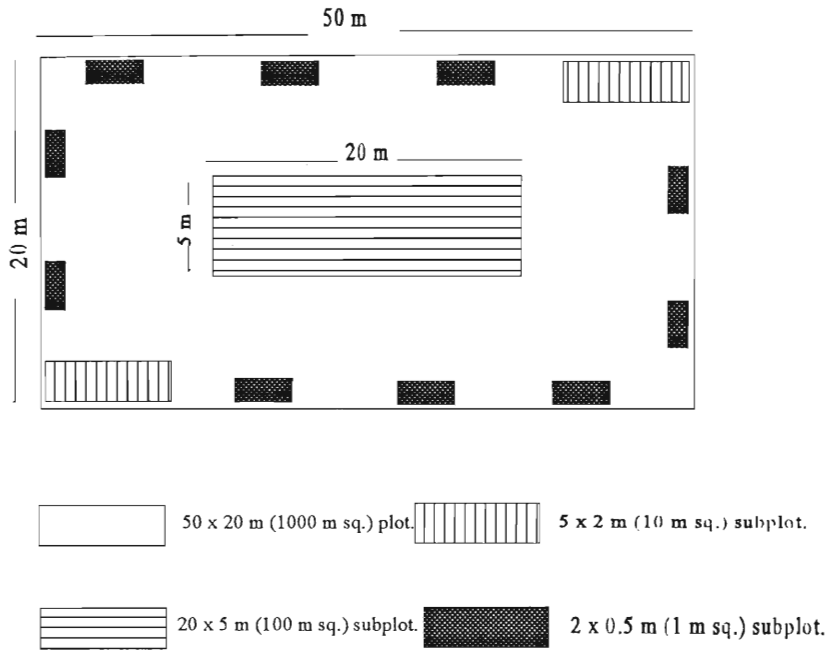 50 m
20 m
5 m
20 m
50 x 20 m (1000 m sq.) plot.
5 x 2 m (10 m sq.) subplot.
20 x 5 m (100 m sq.) subplot.
2 x 0.5 m (1 m sq.) subplot.